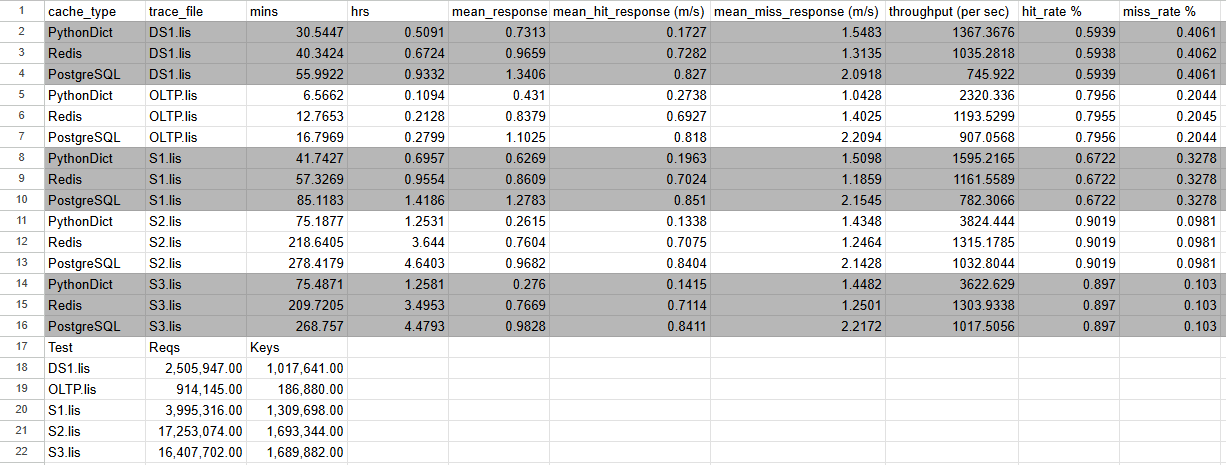 1 cache_type trace_file mins hrs mean_response mean_hit_response (m/s) mean_miss_response (m/s) throughput (per sec) hit_rate % miss_rate %
2 PythonDict DS1.lis 30.5447 0.5091 0.7313 0.1727 1.5483 1367.3676 0.5939 0.4061
3 Redis DS1.lis 40.3424 0.6724 0.9659 0.7282 1.3135 1035.2818 0.5938 0.4062
4 PostgreSQL DS1.lis 55.9922 0.9332 1.3406 0.827 2.0918 745.922 0.5939 0.4061
5 PythonDict OLTP.lis 6.5662 0.1094 0.431 0.2738 1.0428 2320.336 0.7956 0.2044
6 Redis OLTP.lis 12.7653 0.2128 0.8379 0.6927 1.4025 1193.5299 0.7955 0.2045
7 PostgreSQL OLTP.lis 16.7969 0.2799 1.1025 0.818 2.2094 907.0568 0.7956 0.2044
8 PythonDict S1.lis 41.7427 0.6957 0.6269 0.1963 1.5098 1595.2165 0.6722 0.3278
9 Redis S1.lis 57.3269 0.9554 0.8609 0.7024 1.1859 1161.5589 0.6722 0.3278
10 PostgreSQL S1.lis 85.1183 1.4186 1.2783 0.851 2.1545 782.3066 0.6722 0.3278
11 PythonDict S2.lis 75.1877 1.2531 0.2615 0.1338 1.4348 3824.444 0.9019 0.0981
12 Redis S2.lis 218.6405 3.644 0.7604 0.7075 1.2464 1315.1785 0.9019 0.0981
13 PostgreSQL S2.lis 278.4179 4.6403 0.9682 0.8404 2.1428 1032.8044 0.9019 0.0981
14 PythonDict S3.lis 75.4871 1.2581 0.276 0.1415 1.4482 3622.629 0.897 0.103
15 Redis S3.lis 209.7205 3.4953 0.7669 0.7114 1.2501 1303.9338 0.897 0.103
16 PostgreSQL S3.lis 268.757 4.4793 0.9828 0.8411 2.2172 1017.5056 0.897 0.103
17 Test Reqs Keys
18 DS1.lis 2,505,947.00 1,017,641.00
19 OLTP.lis 914,145.00 186,880.00
20 S1.lis 3,995,316.00 1,309,698.00
21 S2.lis 17,253,074.00 1,693,344.00
22 S3.lis 16,407,702.00 1,689,882.00